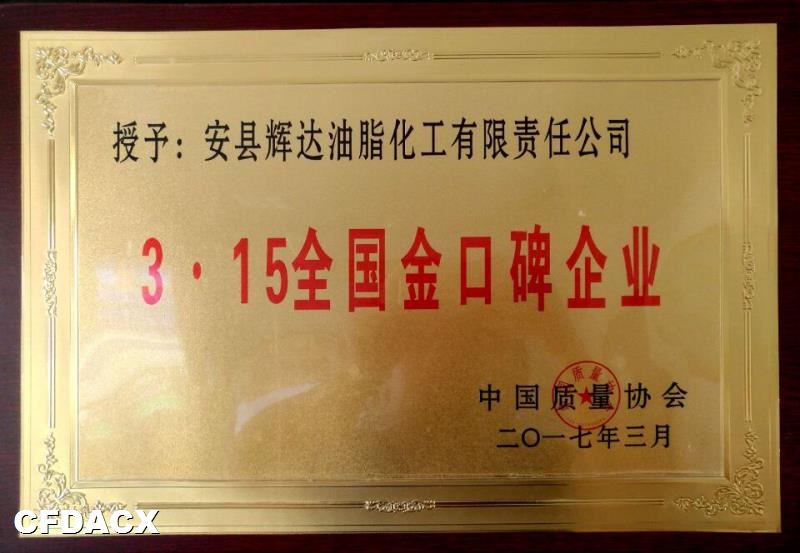 授予：安县辉达油脂化工有限责任公司
3·15全国金口碑企业
中国质量协会
二〇一七年三月
CFDACX